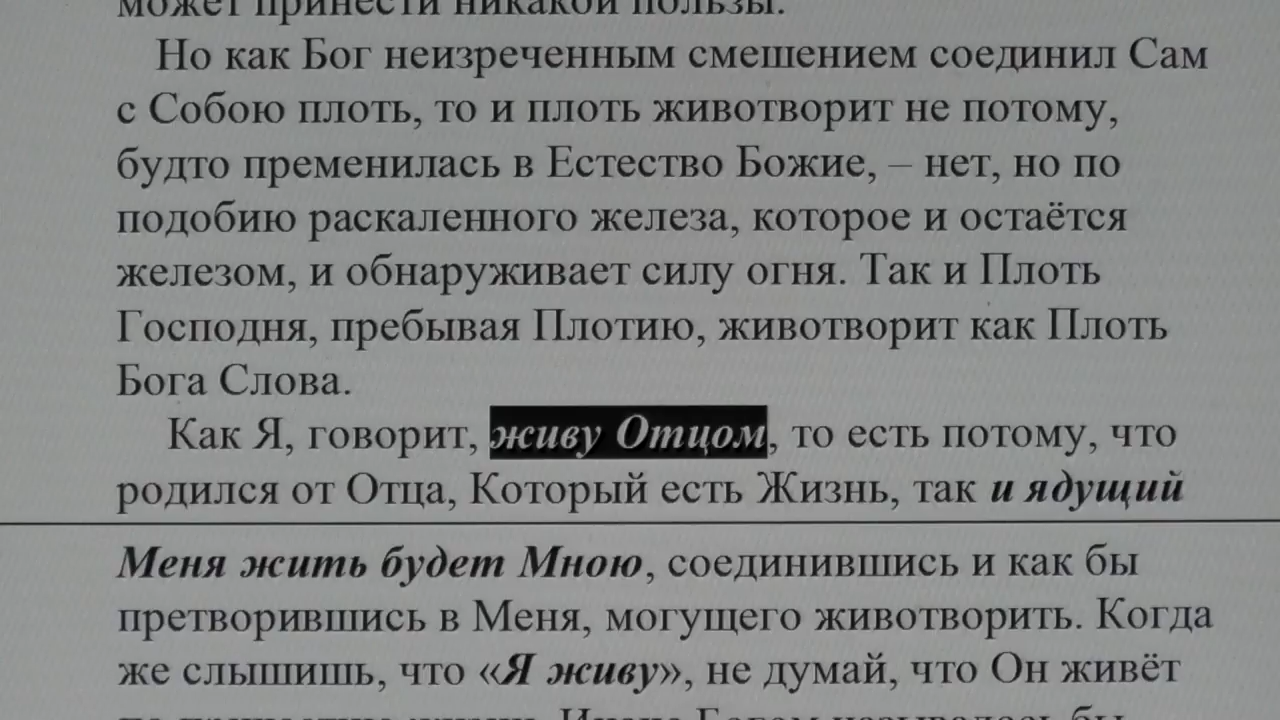 может принести никакой пользы.
Но как Бог неизреченным смешением соединил Сам
с Собою плоть, то и плоть животворит не потому,
будто пременилась в Естество Божие, – нет, но по
подобию раскаленного железа, которое и остаётся
железом, и обнаруживает силу огня. Так и Плоть
Господня, пребывая Плотию, животворит как Плоть
Бога Слова.
Как Я, говорит, живу Отцом, то есть потому, что
родился от Отца, Который есть Жизнь, так и ядущий
Меня жить будет Мною, соединившись и как бы
претворившись в Меня, могущего животворить. Когда
же слышишь, что «Я живу», не думай, что Он живёт